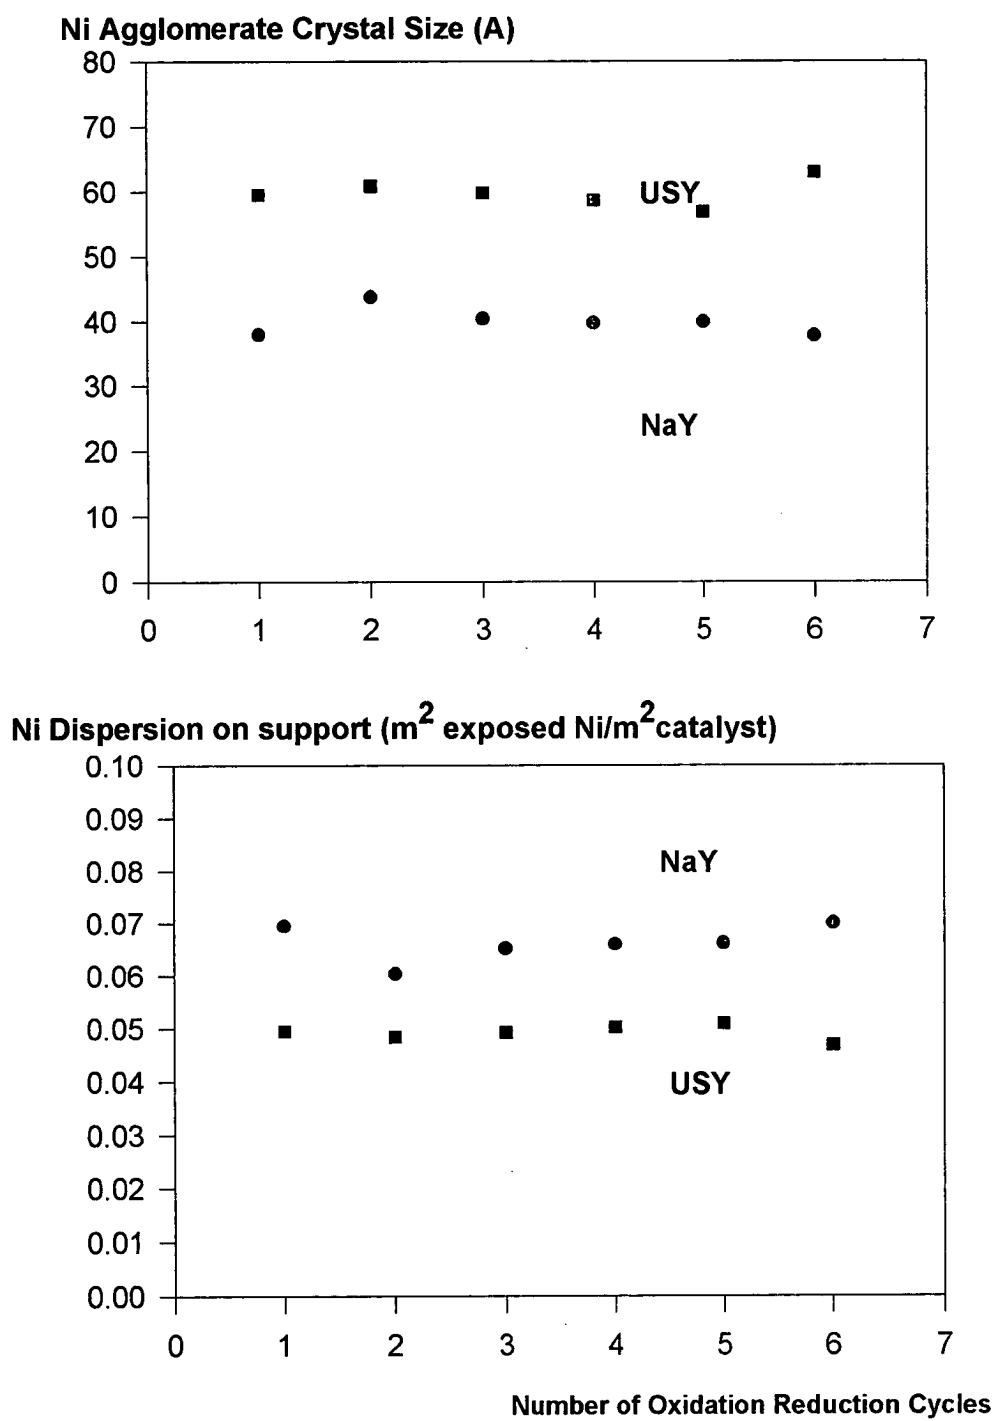 Ni Agglomerate Crystal Size (A)
80
70
60
50
40
30
20
10
0
USY
NaY
0 1 2 3 4 5 6 7
Ni Dispersion on support (m² exposed Ni/m²catalyst)
0.10
0.09
0.08
0.07
0.06
0.05
0.04
0.03
0.02
0.01
0.00
NaY
USY
0 1 2 3 4 5 6 7
Number of Oxidation Reduction Cycles